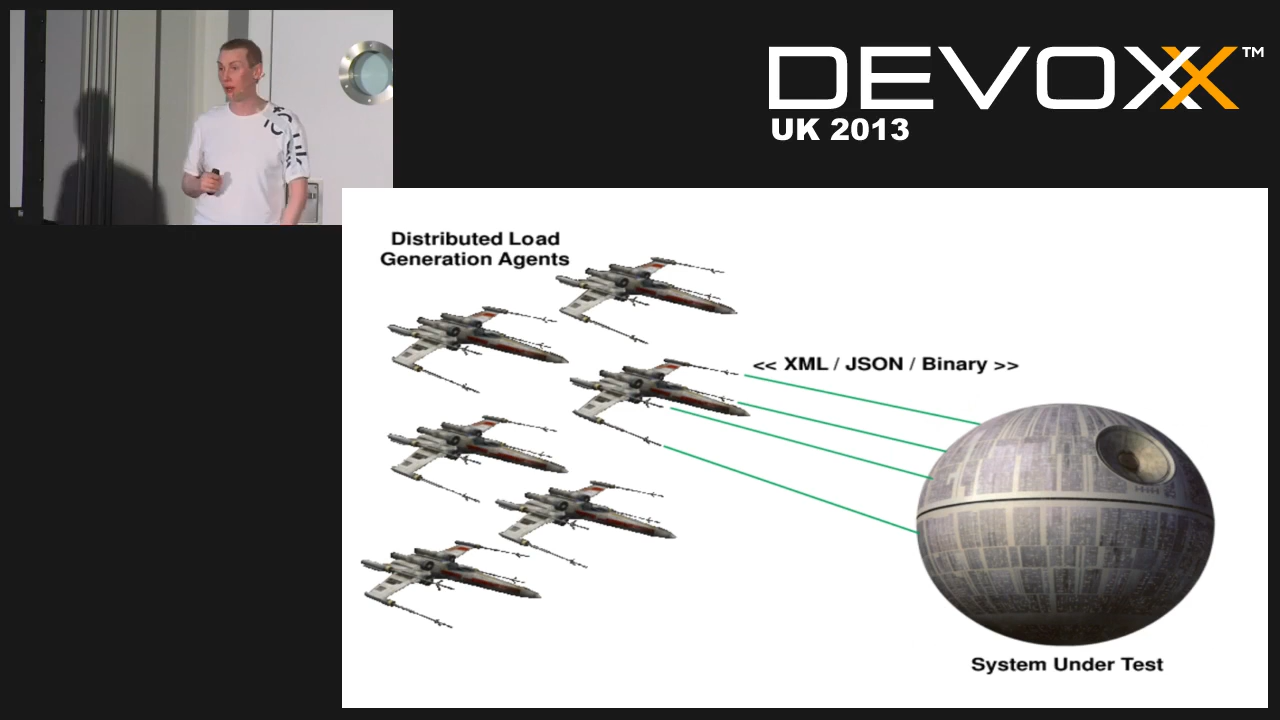 DEVOXX™
UK 2013
Distributed Load
Generation Agents
<< XML / JSON / Binary >>
System Under Test